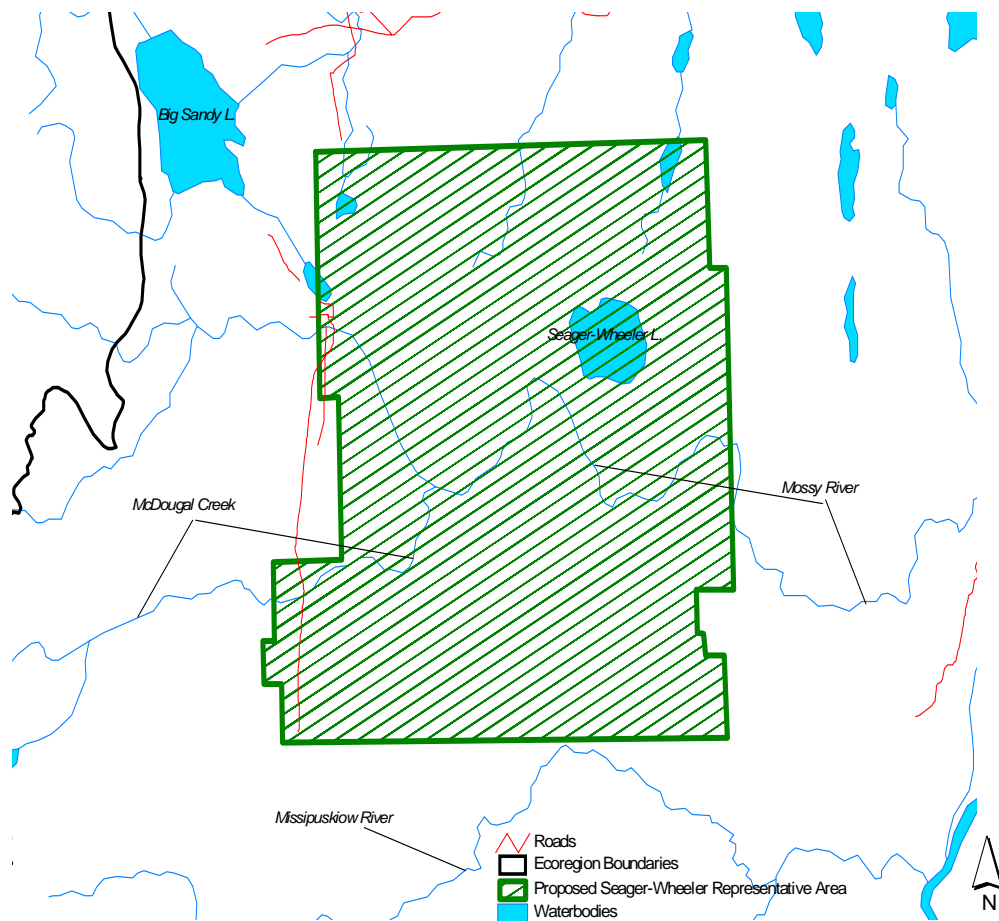 Big Sandy L.
Seager-Wheeler L.
McDougal Creek
Mossy River
Missipuskiow River
Roads
Ecoregion Boundaries
Proposed Seager-Wheeler Representative Area
Waterbodies
N